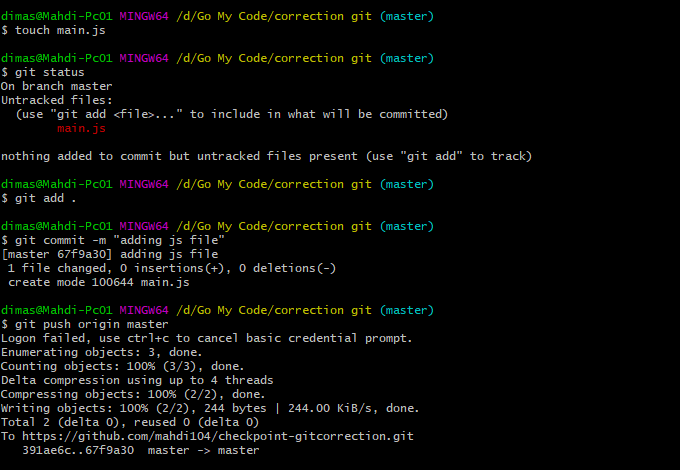 dimas@Mahdi-Pc01 MINGW64 /d/Go My Code/correction git (master)
$ touch main.js
dimas@Mahdi-Pc01 MINGW64 /d/Go My Code/correction git (master)
$ git status
On branch master
Untracked files:
  (use "git add <file>..." to include in what will be committed)
        main.js
nothing added to commit but untracked files present (use "git add" to track)
dimas@Mahdi-Pc01 MINGW64 /d/Go My Code/correction git (master)
$ git add .
dimas@Mahdi-Pc01 MINGW64 /d/Go My Code/correction git (master)
$ git commit -m "adding js file"
[master 67f9a30] adding js file
 1 file changed, 0 insertions(+), 0 deletions(-)
 create mode 100644 main.js
dimas@Mahdi-Pc01 MINGW64 /d/Go My Code/correction git (master)
$ git push origin master
Logon failed, use ctrl+c to cancel basic credential prompt.
Enumerating objects: 3, done.
Counting objects: 100% (3/3), done.
Delta compression using up to 4 threads
Compressing objects: 100% (2/2), done.
Writing objects: 100% (2/2), 244 bytes | 244.00 KiB/s, done.
Total 2 (delta 0), reused 0 (delta 0)
To https://github.com/mahdi104/checkpoint-gitcorrection.git
   391ae6c..67f9a30  master -> master